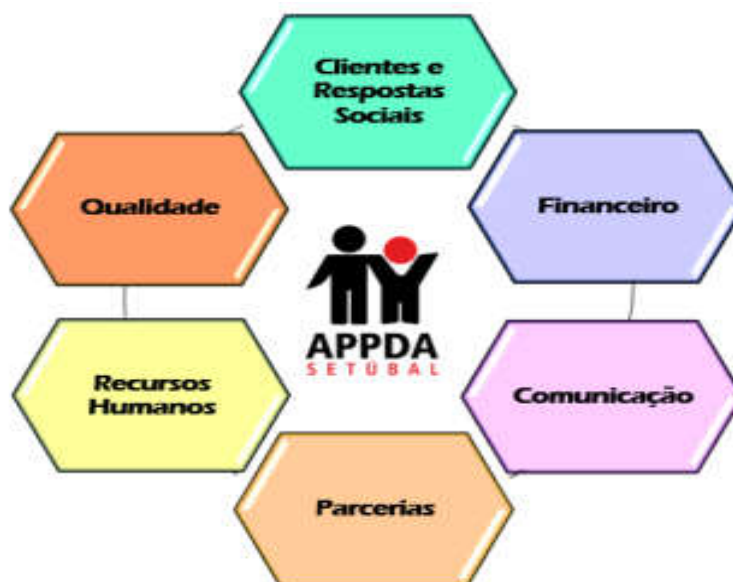 Clientes e
Respostas
Sociais
Qualidade
Financeiro
APPDA
SETÚBAL
Recursos
Humanos
Comunicação
Parcerias